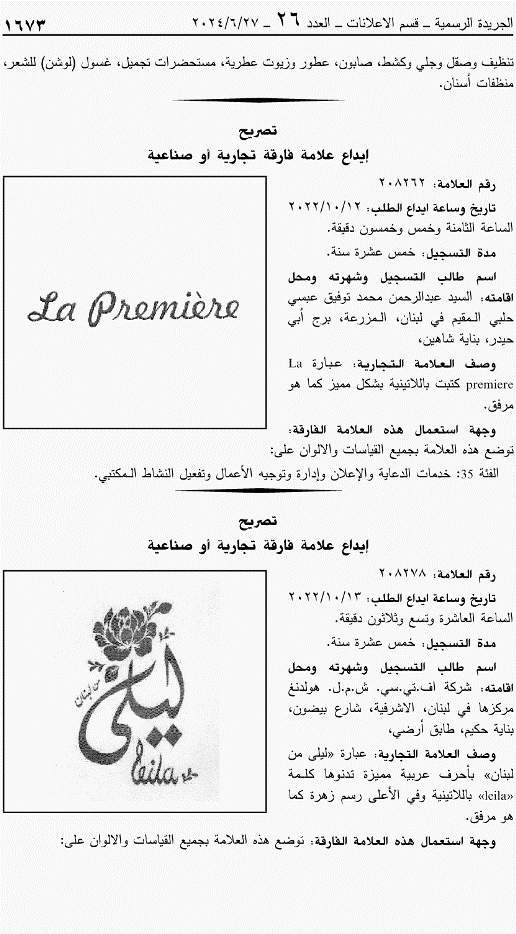 الجريدة الرسمية ـ قسم الاعلانات ـ العدد ٢٦ ـ ٢٠٢٤/٦/٢٧
١٦٧٣
تنظيف وصقل وجلي وكشط، صابون، عطور وزيوت عطرية، مستحضرات تجميل، غسول (لوشن) للشعر،
منظفات أسنان.
تصريح
إيداع علامة فارقة تجارية أو صناعية
رقم العلامة: ٢٠٨٢٦٢
تاريخ وساعة ايداع الطلب: ٢٠٢٢/١٠/١٢
الساعة الثامنة وخمس وخمسون دقيقة.
مدة التسجيل: خمس عشرة سنة.
اسم طالب التسجيل وشهرته ومحل
اقامته: السيد عبدالرحمن محمد توفيق عيسي
حلبي المقيم في لبنان، المزرعة، برج أبي
حيدر، بناية شاهين،
وصف العلامة التجارية: عبارة La
premiere كتبت باللاتينية بشكل مميز كما هو
مرفق.
La Première
وجهة استعمال هذه العلامة الفارقة:
توضع هذه العلامة بجميع القياسات والالوان على:
الفئة 35: خدمات الدعاية والإعلان وإدارة وتوجيه الأعمال وتفعيل النشاط المكتبي.
تصريح
إيداع علامة فارقة تجارية أو صناعية
رقم العلامة: ٢٠٨٢٧٨
تاريخ وساعة ايداع الطلب: ٢٠٢٢/١٠/١٣
الساعة العاشرة وتسع وثلاثون دقيقة.
مدة التسجيل: خمس عشرة سنة.
اسم طالب التسجيل وشهرته ومحل
اقامته: شركة اف.تي.سي. ش.م.ل. هولدنغ
مركزها في لبنان، الاشرفية، شارع بيضون،
بناية حكيم، طابق أرضي،
وصف العلامة التجارية: عبارة «ليلى من
لبنان» بأحرف عربية مميزة تدنوها كلمة
«leila» باللاتينية وفي الأعلى رسم زهرة كما
هو مرفق.
ليلى
من لبنان
leila
وجهة استعمال هذه العلامة الفارقة: توضع هذه العلامة بجميع القياسات والالوان على: